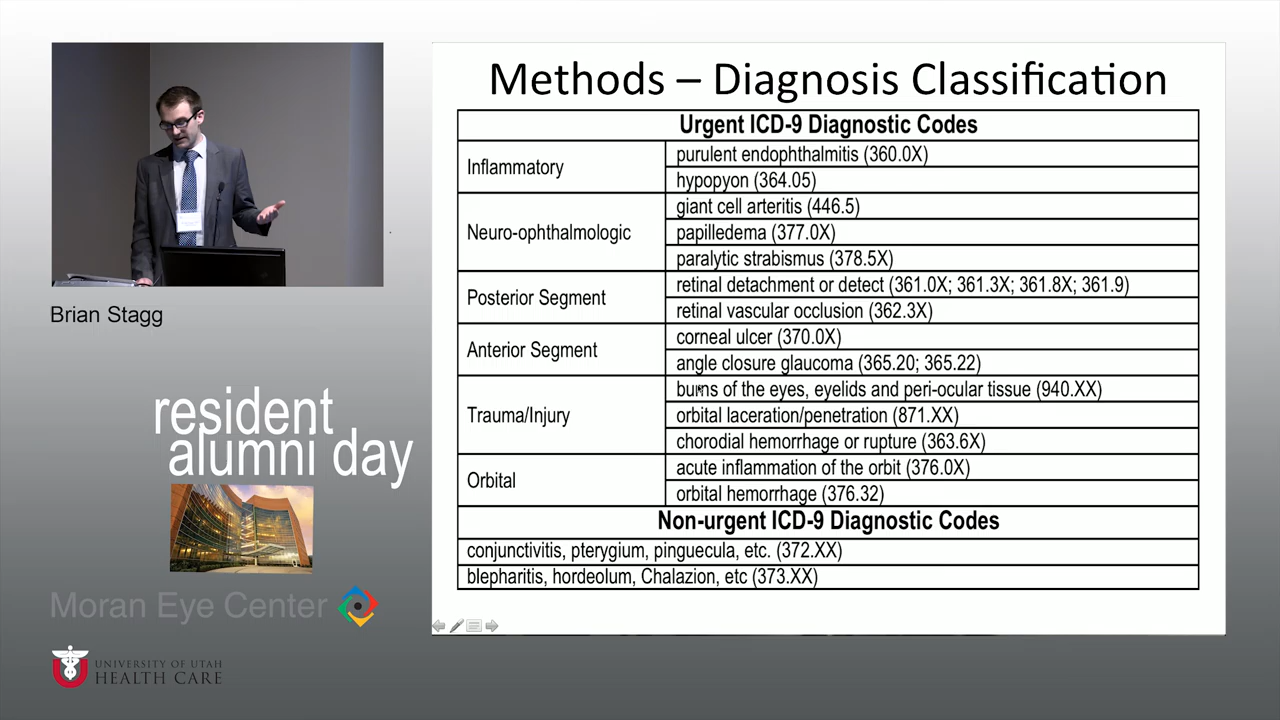 Methods – Diagnosis Classification
Urgent ICD-9 Diagnostic Codes
Inflammatory
purulent endophthalmitis (360.0X)
hypopyon (364.05)
Neuro-ophthalmologic
giant cell arteritis (446.5)
papilledema (377.0X)
paralytic strabismus (378.5X)
Posterior Segment
retinal detachment or detect (361.0X; 361.3X; 361.8X; 361.9)
retinal vascular occlusion (362.3X)
Anterior Segment
corneal ulcer (370.0X)
angle closure glaucoma (365.20; 365.22)
Trauma/Injury
burns of the eyes, eyelids and peri-ocular tissue (940.XX)
orbital laceration/penetration (871.XX)
chorodial hemorrhage or rupture (363.6X)
Orbital
acute inflammation of the orbit (376.0X)
orbital hemorrhage (376.32)
Non-urgent ICD-9 Diagnostic Codes
conjunctivitis, pterygium, pinguecula, etc. (372.XX)
blepharitis, hordeolum, Chalazion, etc (373.XX)
Brian Stagg
resident
alumni day
Moran Eye Center
UNIVERSITY OF UTAH
HEALTH CARE